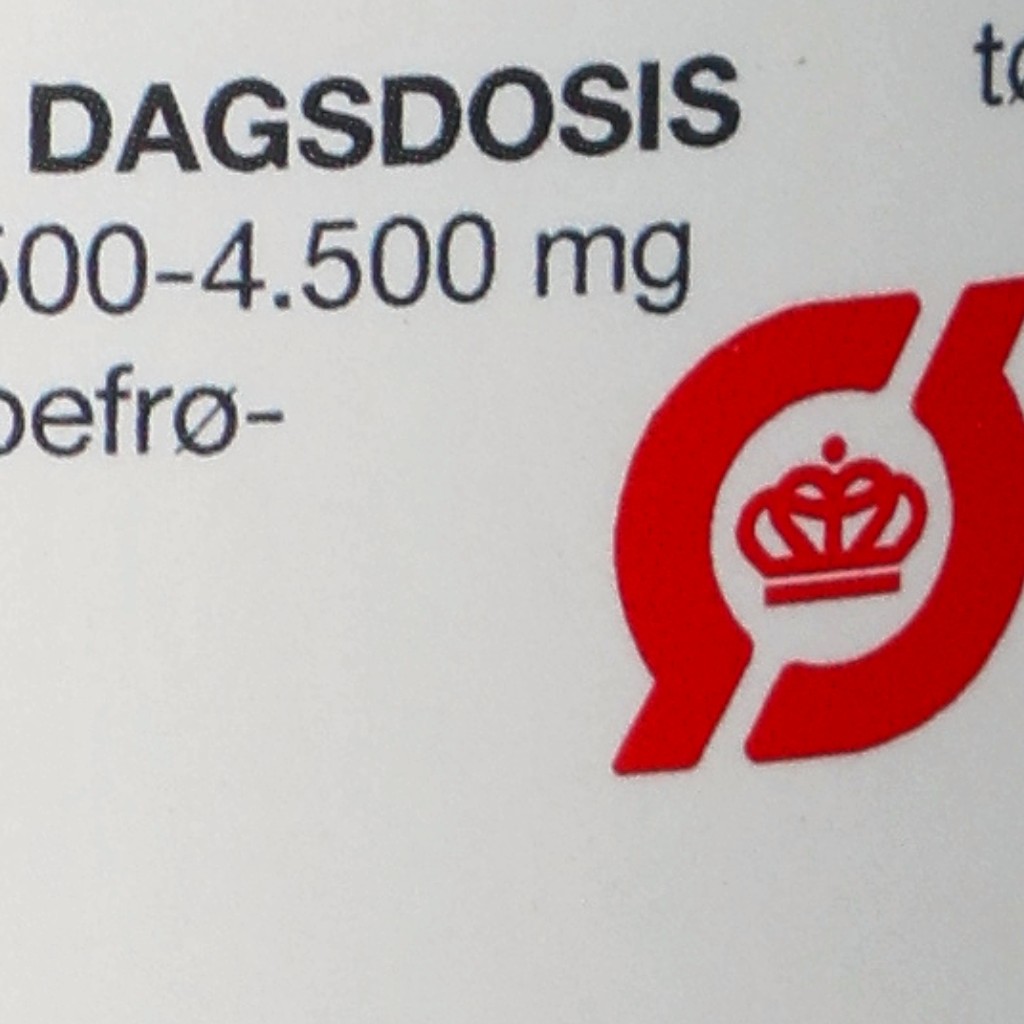 DAGSDOSIS
500-4.500 mg
befrø-